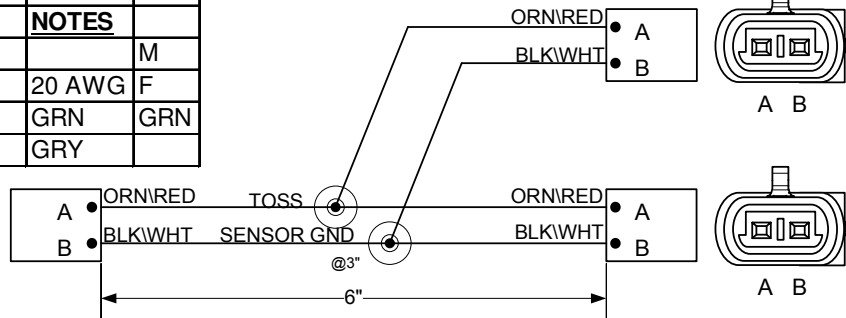 NOTES
M
20 AWG F
GRN GRN
GRY
ORN\RED A
BLK\WHT B
A B
A ORN\RED TOSS ORN\RED A
B BLK\WHT SENSOR GND BLK\WHT B
@3"
6"
A B